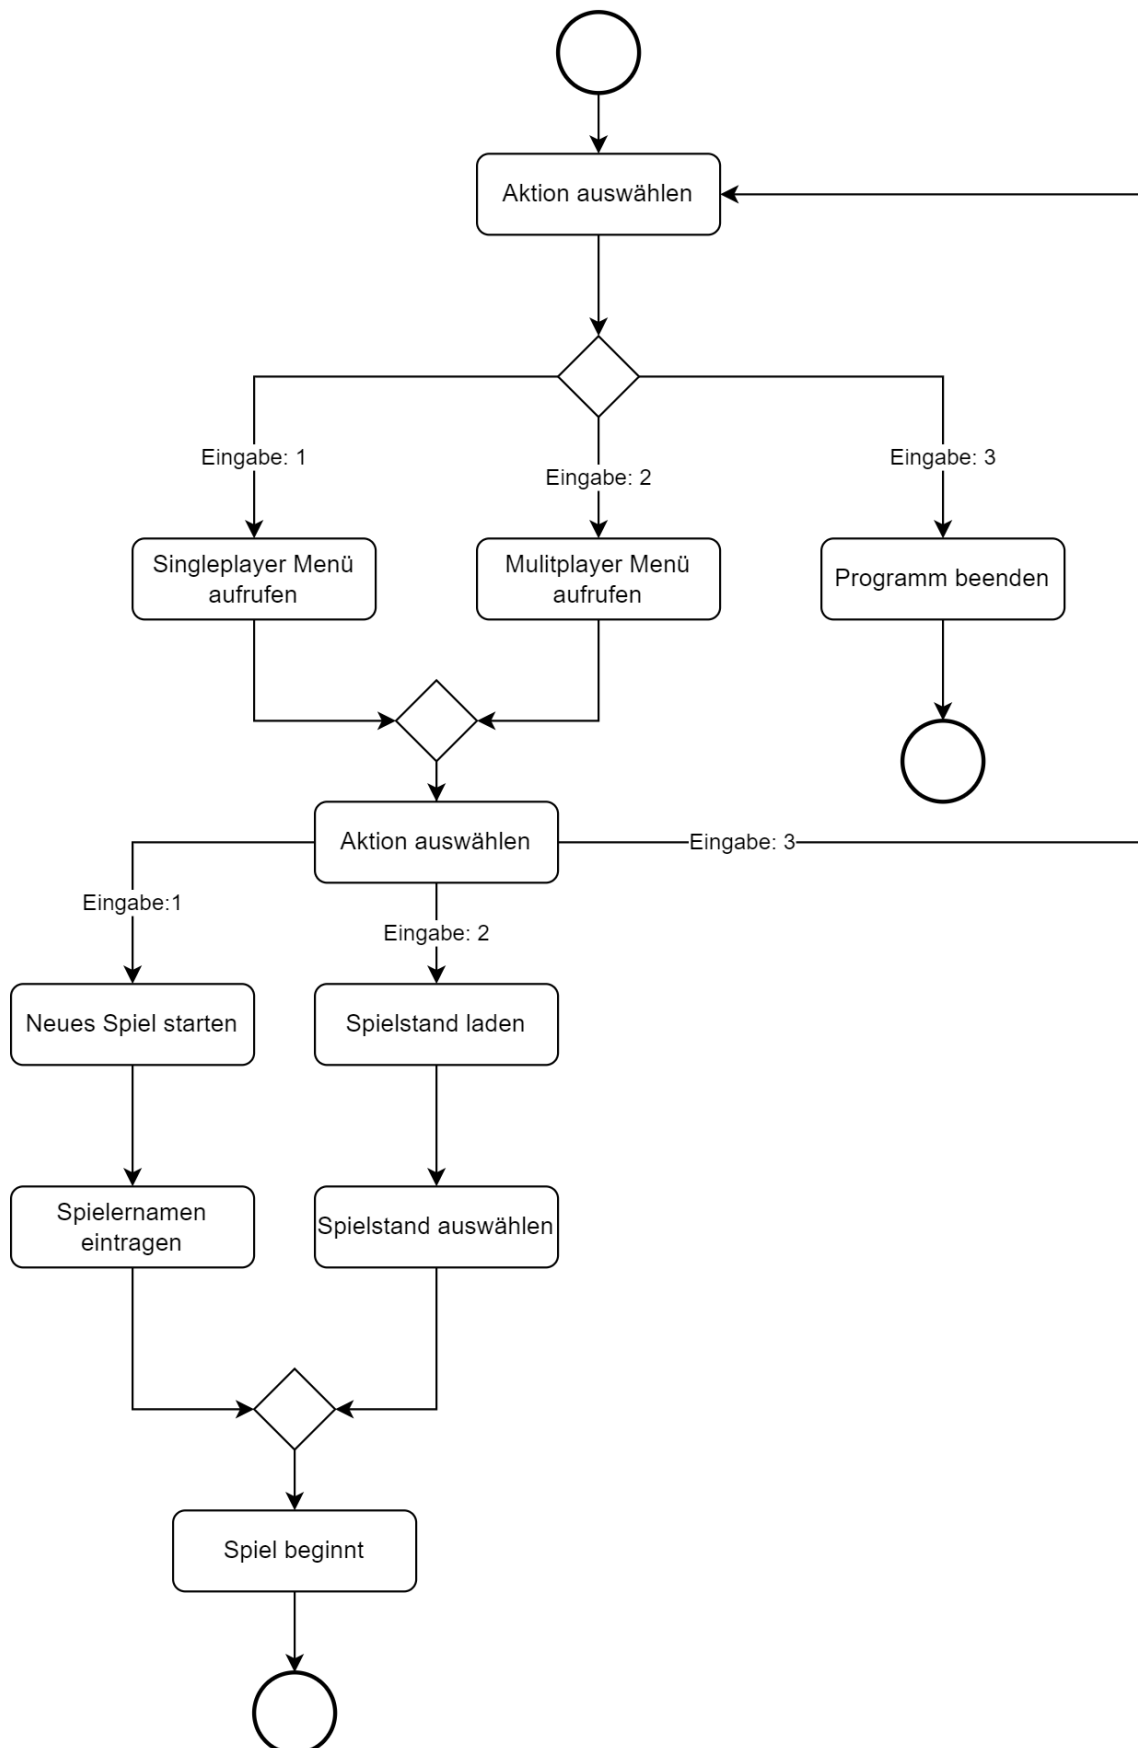 Aktion auswählen
Eingabe: 1
Eingabe: 2
Eingabe: 3
Singleplayer Menü
aufrufen
Mulitplayer Menü
aufrufen
Programm beenden
Aktion auswählen
Eingabe: 3
Eingabe:1
Eingabe: 2
Neues Spiel starten
Spielstand laden
Spielernamen
eintragen
Spielstand auswählen
Spiel beginnt